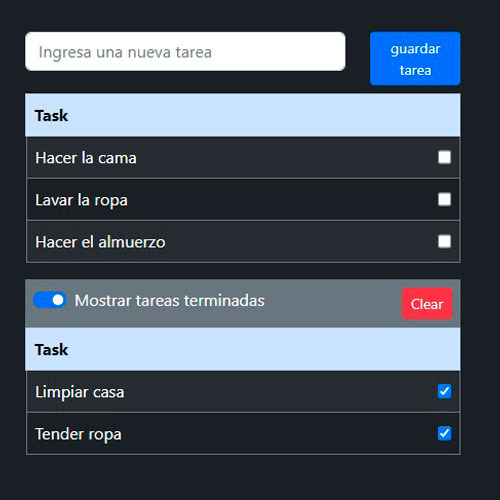 Ingresa una nueva tarea
guardar
tarea
Task
Hacer la cama
Lavar la ropa
Hacer el almuerzo
Mostrar tareas terminadas
Clear
Task
Limpiar casa
Tender ropa